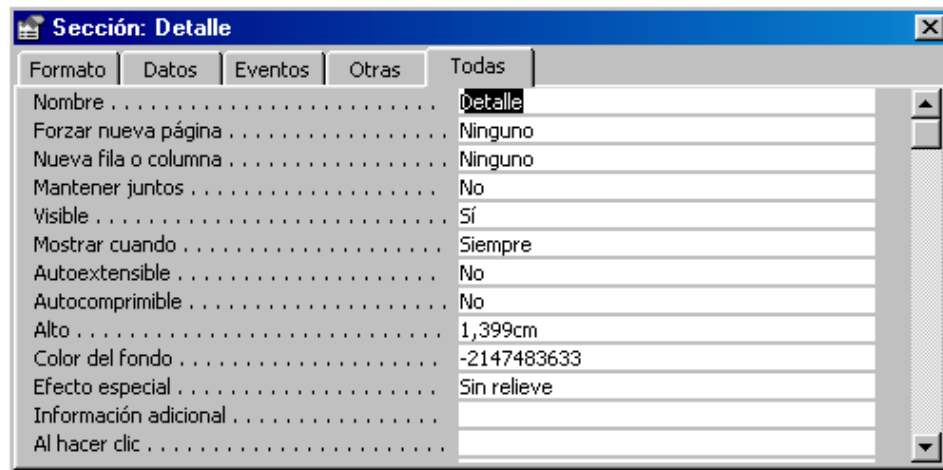 Sección: Detalle
Formato Datos Eventos Otras Todas
Nombre . . . . . . . . . . . . . . . . . . . . . . . . . Detalle
Forzar nueva página . . . . . . . . . . . . . . . . . Ninguno
Nueva fila o columna . . . . . . . . . . . . . . . . . Ninguno
Mantener juntos . . . . . . . . . . . . . . . . . . . No
Visible . . . . . . . . . . . . . . . . . . . . . . . . . . Sí
Mostrar cuando . . . . . . . . . . . . . . . . . . . . Siempre
Autoextensible . . . . . . . . . . . . . . . . . . . . No
Autocomprimible . . . . . . . . . . . . . . . . . . . No
Alto . . . . . . . . . . . . . . . . . . . . . . . . . . . . 1,399cm
Color del fondo . . . . . . . . . . . . . . . . . . . . -2147483633
Efecto especial . . . . . . . . . . . . . . . . . . . . Sin relieve
Información adicional . . . . . . . . . . . . . . . .
Al hacer clic . . . . . . . . . . . . . . . . . . . . . . .